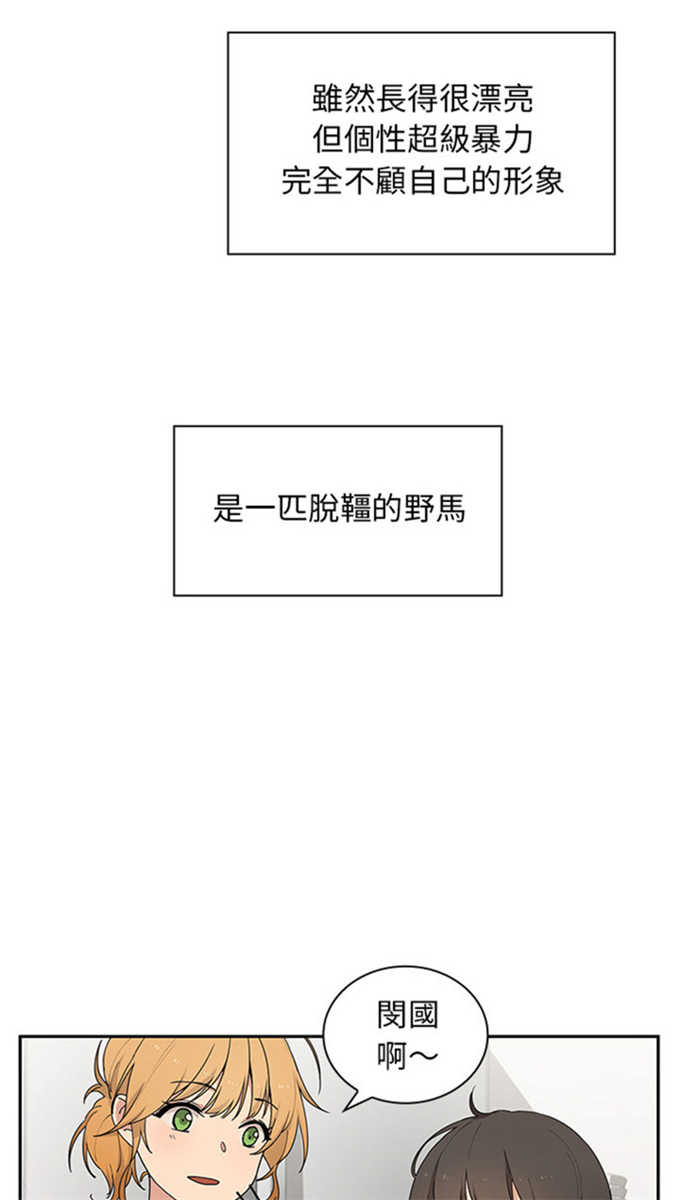 雖然長得很漂亮
但個性超級暴力
完全不顧自己的形象
是一匹脫韁的野馬
閔國
啊～